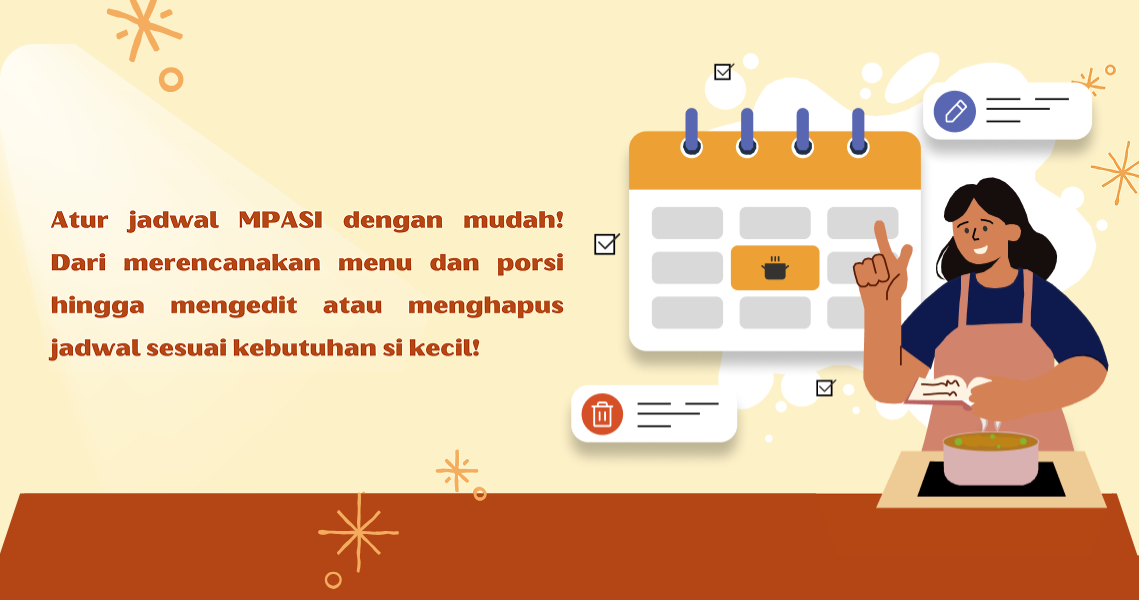 Atur jadwal MPASI dengan mudah!
Dari merencanakan menu dan porsi
hingga mengedit atau menghapus
jadwal sesuai kebutuhan si kecil!